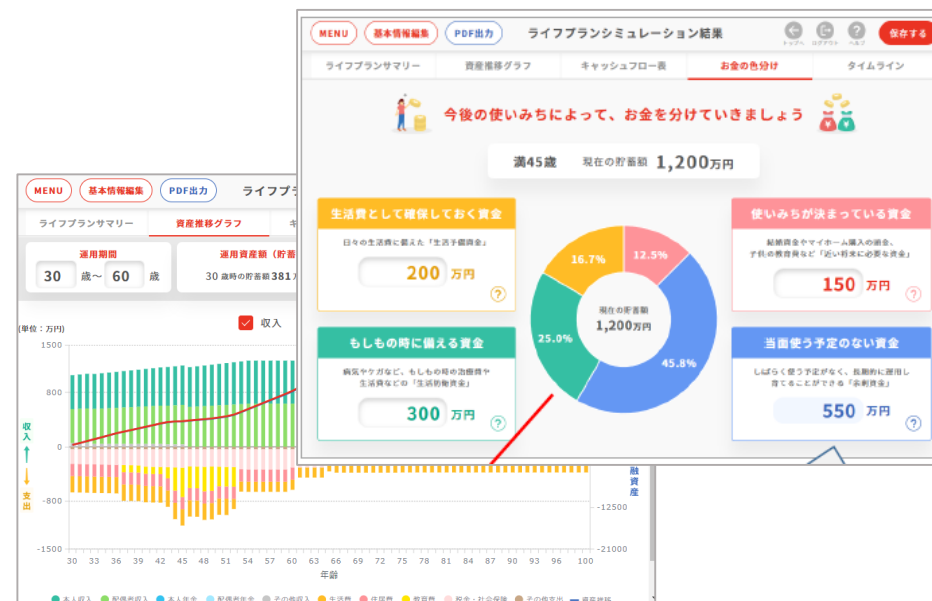 MENU 基本情報編集 PDF出力 ライフプランシミュレーション結果 トップへ ログアウト ヘルプ 保存する
ライフプランサマリー 資産推移グラフ キャッシュフロー表 お金の色分け タイムライン
今後の使いみちによって、お金を分けていきましょう
満45歳 現在の貯蓄額 1,200万円
生活費として確保しておく資金
日々の生活費に備えた「生活予備資金」
200 万円
?
もしもの時に備える資金
病気やケガなど、もしもの時の治療費や
生活費などの「生活防衛資金」
300 万円
?
16.7%
12.5%
25.0%
45.8%
現在の貯蓄額
1,200万円
使いみちが決まっている資金
結婚資金やマイホーム購入の頭金、
子供の教育費など「近い将来に必要な資金」
150 万円
?
当面使う予定のない資金
しばらく使う予定がなく、長期的に運用し
育てることができる「余剰資金」
550 万円
?
MENU 基本情報編集 PDF出力 ライフプ
ライフプランサマリー 資産推移グラフ キ
運用期間
30 歳〜 60 歳
運用資産額（貯蓄
30 歳時の貯蓄額381
収入
(単位：万円)
1500
800
0
-800
-1500
収入
支出
融資産
-12500
-21000
30 33 36 39 42 45 48 51 54 57 60 63 66 69 72 75 78 81 84 87 90 93 96 100
年齢
本人収入 配偶者収入 本人年金 配偶者年金 その他収入 生活費 住居費 教育費 税金・社会保険 その他支出 資産推移